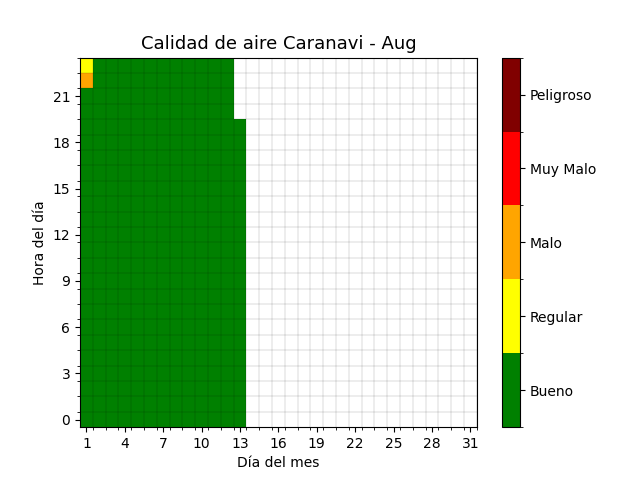 Calidad de aire Caranavi - Aug
Hora del día
21
18
15
12
9
6
3
0
1 4 7 10 13 16 19 22 25 28 31
Día del mes
Peligroso
Muy Malo
Malo
Regular
Bueno